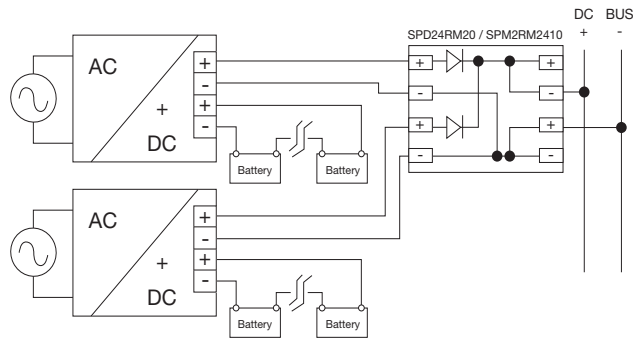 DC BUS
+ -
SPD24RM20 / SPM2RM2410
AC
+
DC
+
-
+
-
Battery
Battery
+
-
+
-
+
-
+
-
AC
+
DC
+
-
+
-
Battery
Battery